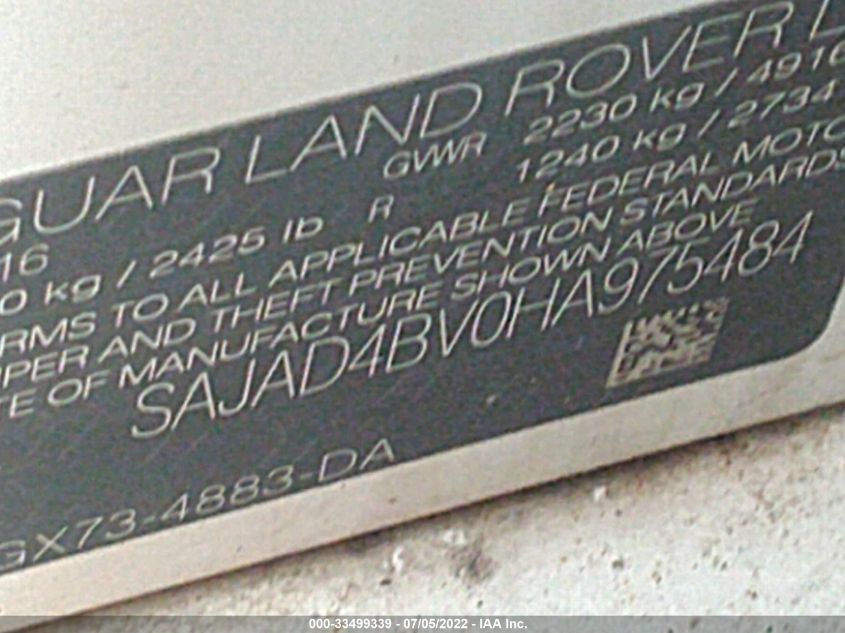 GUAR LAND ROVER L
16 GVWR 2230 kg / 4916
0 kg / 2425 lb R 1240 kg / 2734
RMS TO ALL APPLICABLE FEDERAL MOTO
PER AND THEFT PREVENTION STANDARDS
TE OF MANUFACTURE SHOWN ABOVE
SAJAD4BV0HA975484
GX73-4883-DA
000-33499339 - 07/05/2022 - IAA Inc.